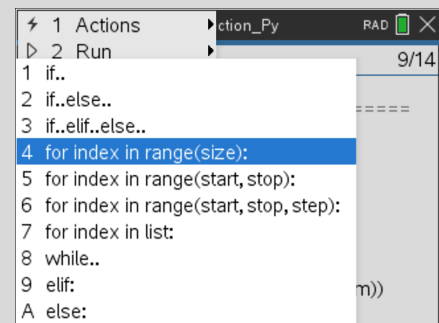 1 Actions ction_Py RAD
2 Run 9/14
1 if..
2 if..else..
3 if..elif..else..
=====
4 for index in range(size):
5 for index in range(start,stop):
6 for index in range(start,stop,step):
7 for index in list:
8 while..
9 elif: m))
A else: